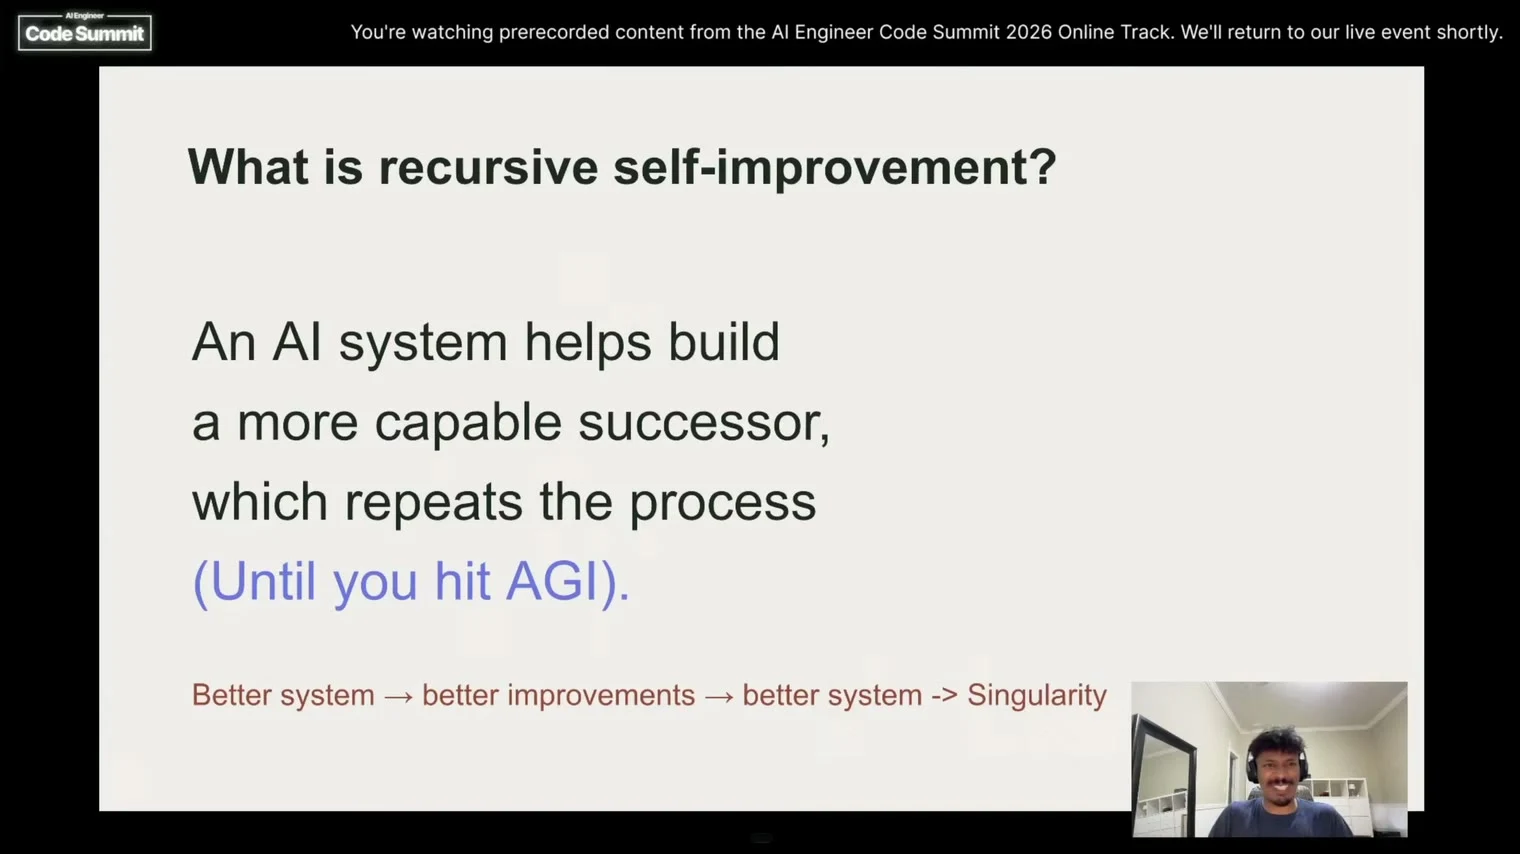 AI Engineer
Code Summit
You're watching prerecorded content from the AI Engineer Code Summit 2026 Online Track. We'll return to our live event shortly.
What is recursive self-improvement?
An AI system helps build
a more capable successor,
which repeats the process
(Until you hit AGI).
Better system → better improvements → better system -> Singularity